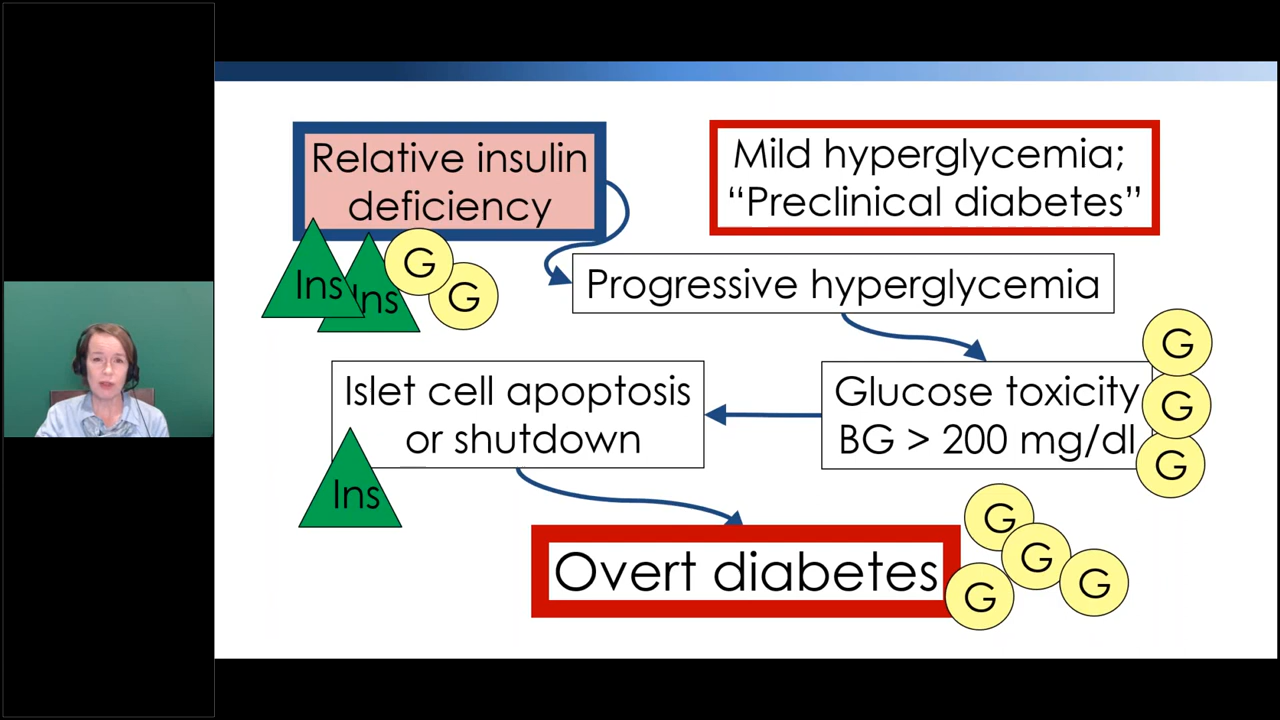 Relative insulin
deficiency
Mild hyperglycemia;
“Preclinical diabetes”
Ins
Ins
G
G
Progressive hyperglycemia
G
G
G
Glucose toxicity
BG > 200 mg/dl
Islet cell apoptosis
or shutdown
Ins
Overt diabetes
G
G
G
G